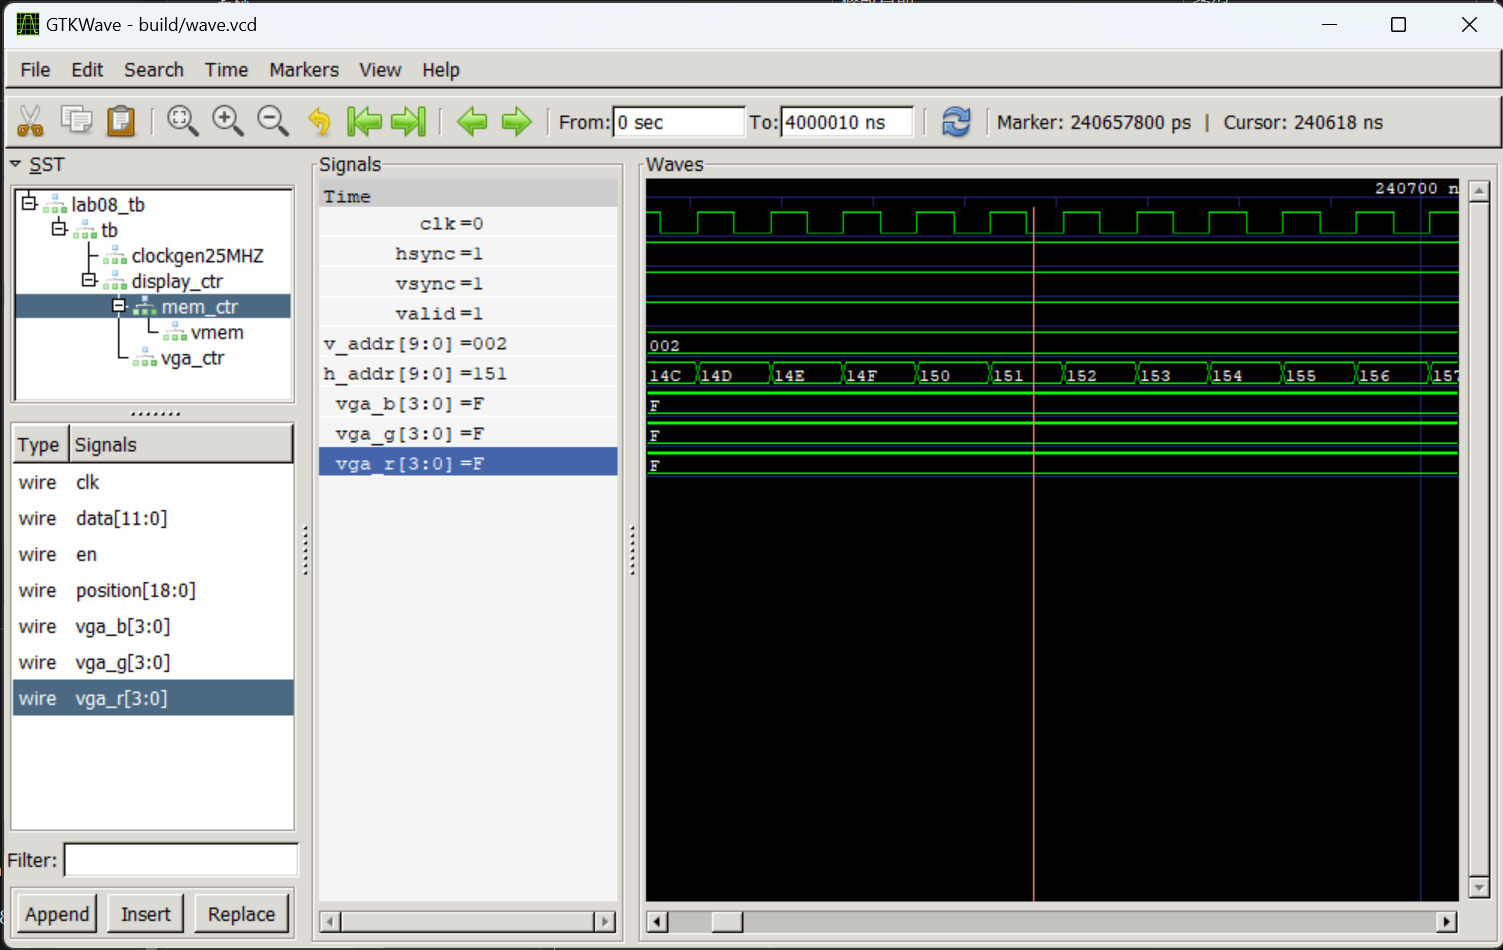 GTKWave - build/wave.vcd
File Edit Search Time Markers View Help
From: 0 sec To: 4000010 ns Marker: 240657800 ps | Cursor: 240618 ns
SST
lab08_tb
tb
clockgen25MHZ
display_ctr
mem_ctr
vmem
vga_ctr
Type Signals
wire clk
wire data[11:0]
wire en
wire position[18:0]
wire vga_b[3:0]
wire vga_g[3:0]
wire vga_r[3:0]
Filter:
Append Insert Replace
Signals
Time
clk=0
hsync=1
vsync=1
valid=1
v_addr[9:0]=002
h_addr[9:0]=151
vga_b[3:0]=F
vga_g[3:0]=F
vga_r[3:0]=F
Waves
240700 n
002
14C 14D 14E 14F 150 151 152 153 154 155 156 157
F
F
F